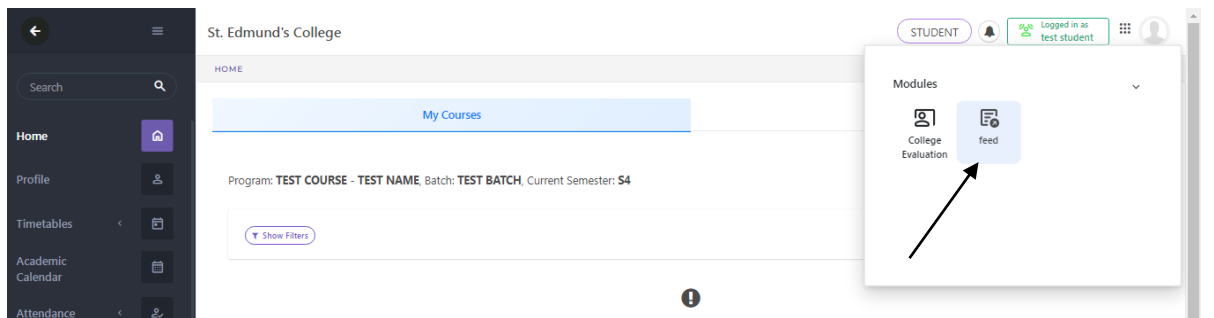 St. Edmund's College
STUDENT
Logged in as
test student
Search
HOME
Modules
College
Evaluation
feed
My Courses
Home
Profile
Program: TEST COURSE - TEST NAME, Batch: TEST BATCH, Current Semester: S4
Timetables
Show Filters
Academic
Calendar
Attendance